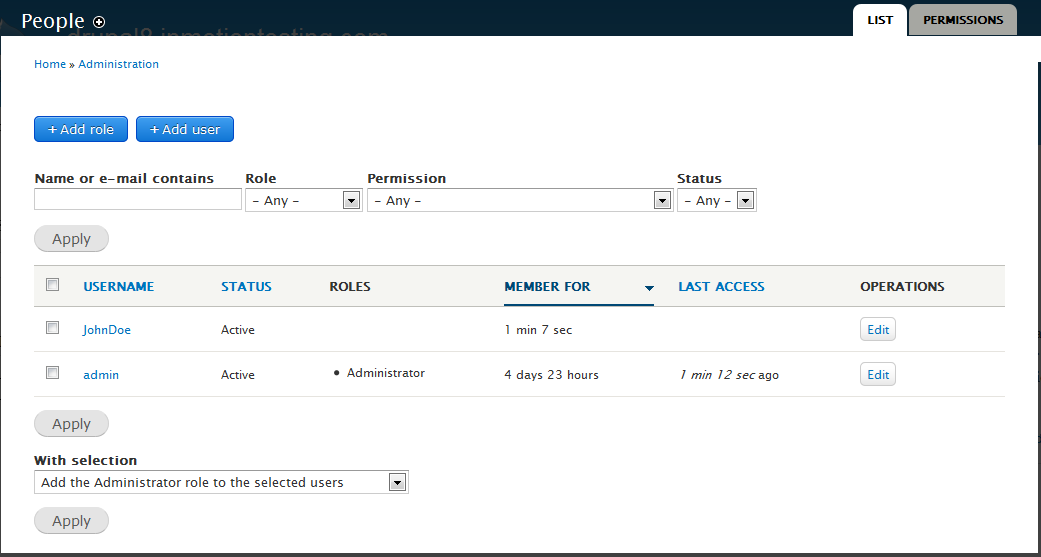 People
LIST
PERMISSIONS
drupal8.inmotiontesting.com
Home » Administration
+ Add role
+ Add user
Name or e-mail contains
Role
Permission
Status
- Any -
- Any -
- Any -
Apply
USERNAME STATUS ROLES MEMBER FOR LAST ACCESS OPERATIONS
JohnDoe Active 1 min 7 sec Edit
admin Active • Administrator 4 days 23 hours 1 min 12 sec ago Edit
Apply
With selection
Add the Administrator role to the selected users
Apply